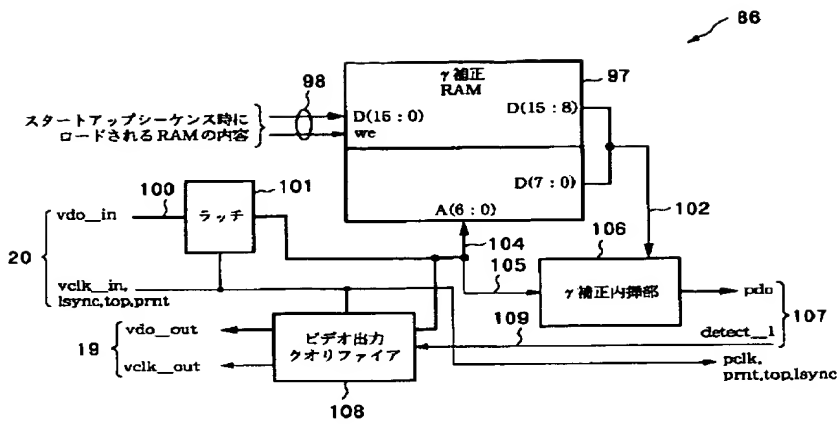 86
γ補正
RAM
97
98
スタートアップシーケンス時に
ロードされるRAMの内容
D(15:0)
we
D(15:8)
D(7:0)
A(6:0)
100
101
ラッチ
vdo_in
20
vclk_in,
lsync,top,prnt
102
104
105
106
γ補正内挿部
pdo
107
detect_1
109
19
vdo_out
vclk_out
ビデオ出力
クオリファイア
108
pclk,
prnt,top,lsync